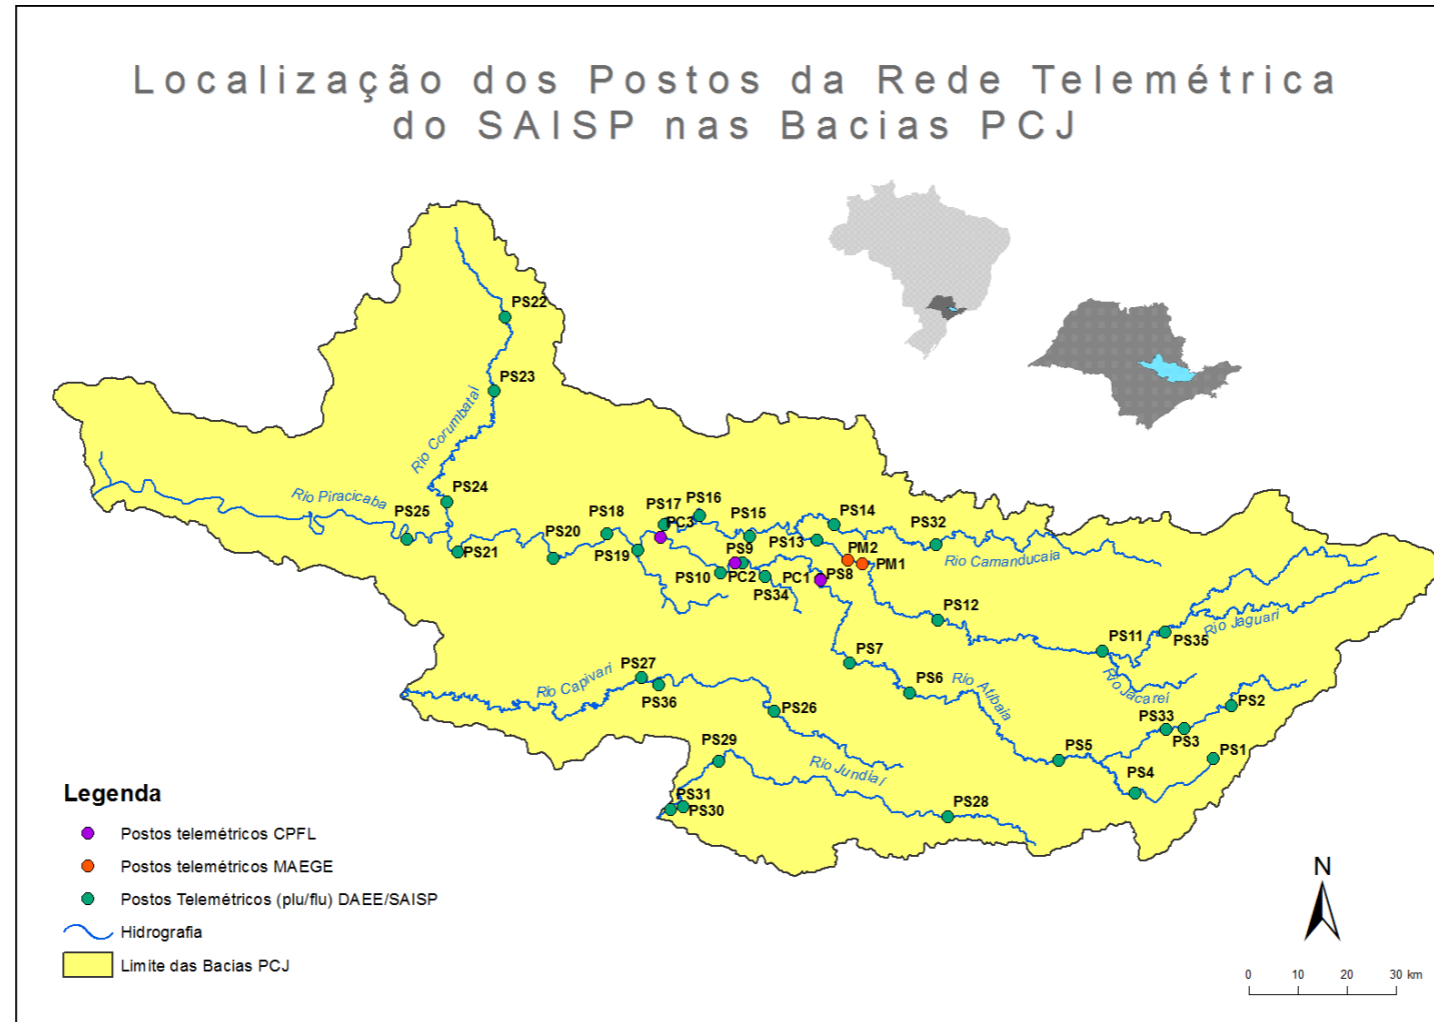 Localização dos Postos da Rede Telemétrica
do SAISP nas Bacias PCJ
PS22
PS23
Rio Corumbataí
PS24
Rio Piracicaba
PS25
PS21
PS20
PS18
PS19
PS17
PC3
PS16
PS15
PS9
PS10
PC2
PS34
PS13
PS14
PM2
PM1
PC1
PS8
PS32
Rio Camanducaia
PS12
PS11
PS35
Rio Jaguari
Rio Jacareí
PS7
PS6
Rio Atibaia
PS27
PS36
Rio Capivari
PS26
PS33
PS3
PS2
PS1
PS5
PS4
PS29
Rio Jundiaí
PS28
PS31
PS30
Legenda
Postos telemétricos CPFL
Postos telemétricos MAEGE
Postos Telemétricos (plu/flu) DAEE/SAISP
Hidrografia
Limite das Bacias PCJ
N
0 10 20 30 km